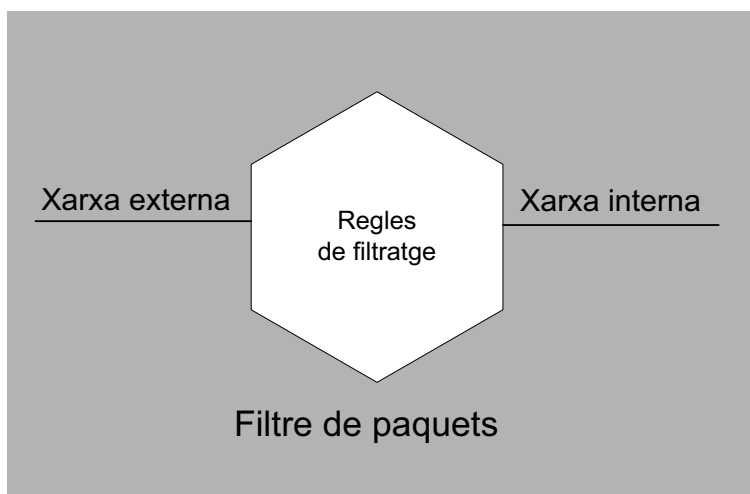 Xarxa externa
Regles
de filtratge
Xarxa interna
Filtre de paquets